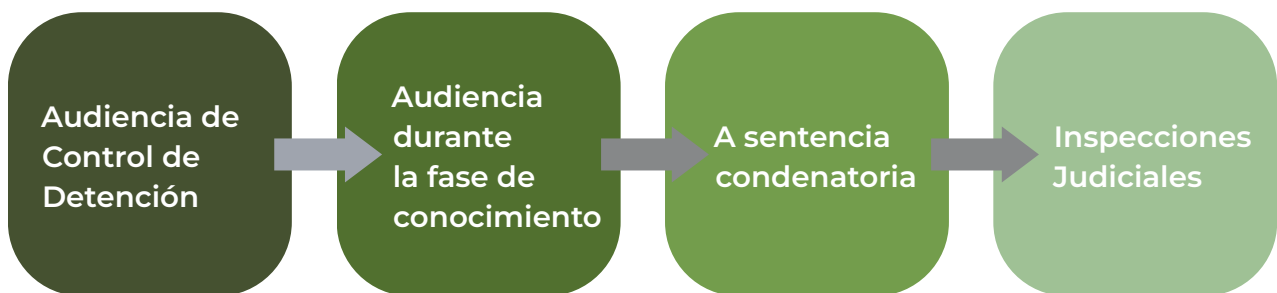 Audiencia de
Control de
Detención
Audiencia
durante
la fase de
conocimiento
A sentencia
condenatoria
Inspecciones
Judiciales